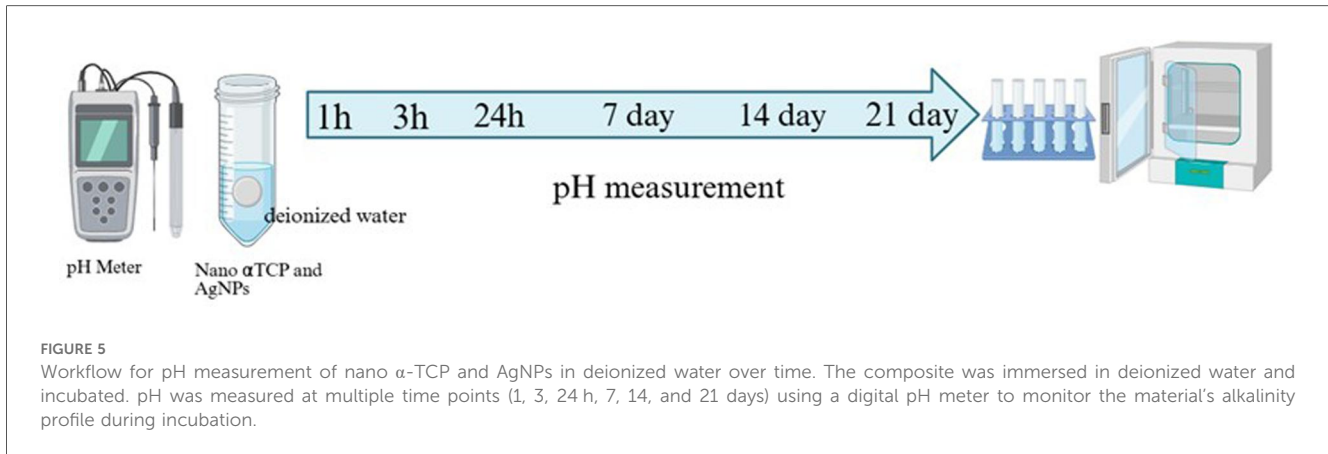 1h 3h 24h 7 day 14 day 21 day
pH measurement
deionized water
pH Meter
Nano αTCP and
AgNPs
FIGURE 5
Workflow for pH measurement of nano α-TCP and AgNPs in deionized water over time. The composite was immersed in deionized water and
incubated. pH was measured at multiple time points (1, 3, 24 h, 7, 14, and 21 days) using a digital pH meter to monitor the material’s alkalinity
profile during incubation.